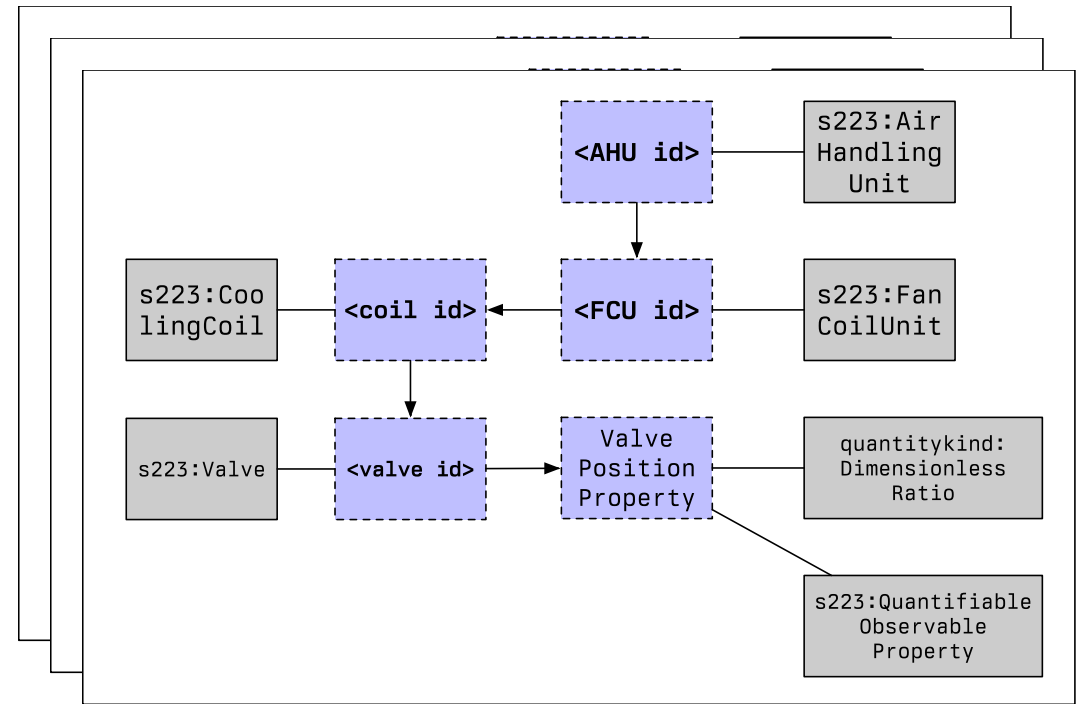 <AHU id>
s223:Air
Handling
Unit
s223:Coo
lingCoil
<coil id>
<FCU id>
s223:Fan
CoilUnit
s223:Valve
<valve id>
Valve
Position
Property
quantitykind:
Dimensionless
Ratio
s223:Quantifiable
Observable
Property